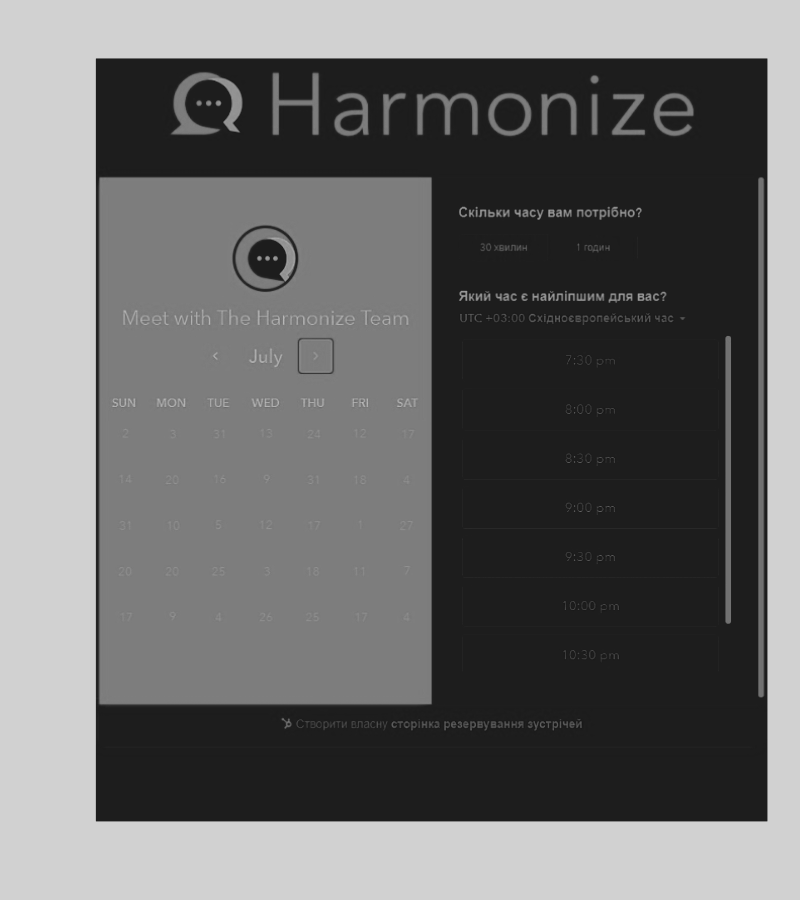 Harmonize
Meet with The Harmonize Team
July
SUN MON TUE WED THU FRI SAT
2 3 31 13 24 12 17
14 20 16 9 31 18 4
31 10 5 12 17 1 27
20 20 25 3 18 11 7
17 9 4 26 25 17 4
Скільки часу вам потрібно?
30 хвилин 1 годин
Який час є найліпшим для вас?
UTC +03:00 Східноєвропейський час
7:30 pm
8:00 pm
8:30 pm
9:00 pm
9:30 pm
10:00 pm
10:30 pm
Створити власну сторінка резервування зустрічей